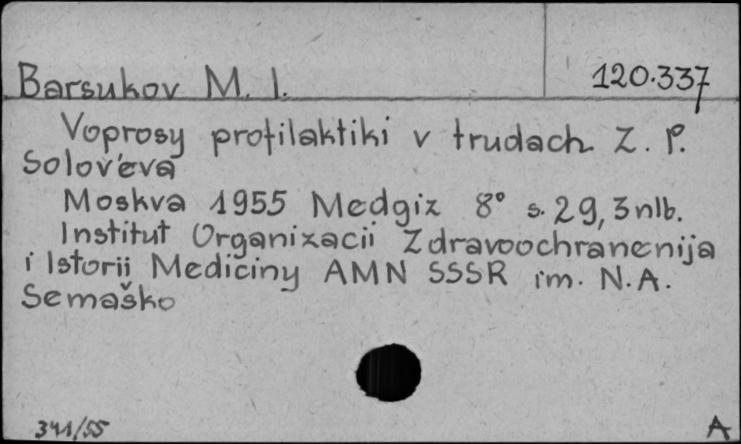 Barsukov M. I.
120.337
Voprosy profilaktiki v trudach Z. P.
Solov'eva
Moskva 1955 Medgiz 8° s. 29, 3 nlb.
Institut Organizacii Zdravoochranenija
i Istorii Mediciny AMN SSSR im. N.A.
Semaško
341/55
A